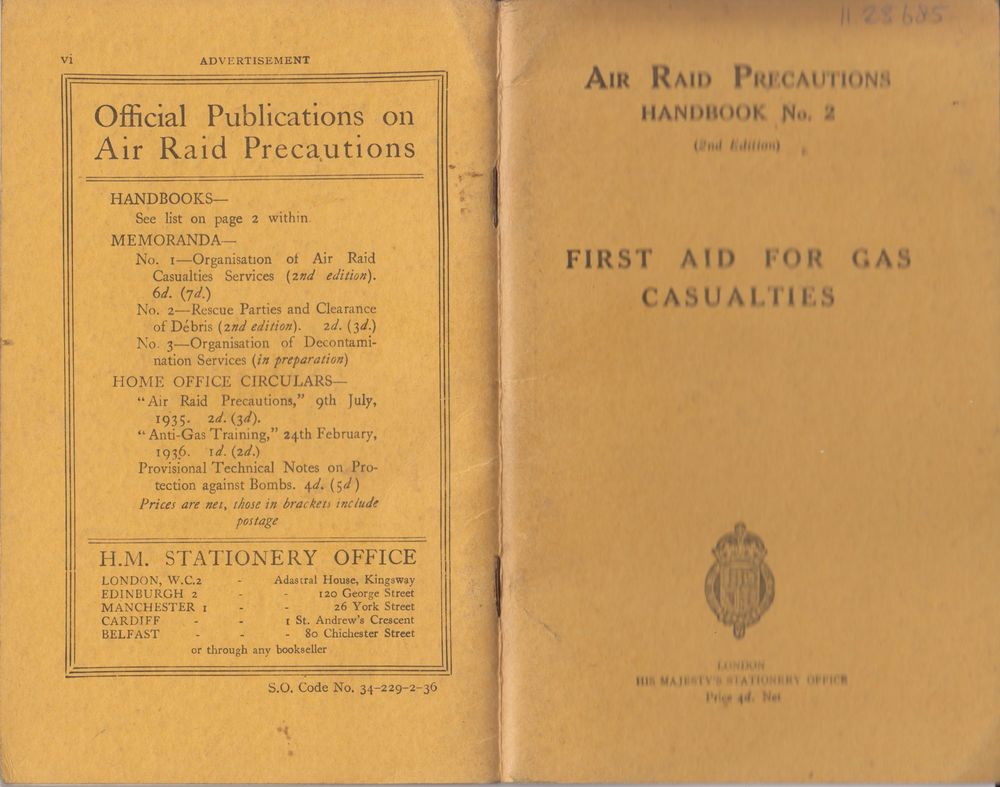 vi
ADVERTISEMENT
Official Publications on
Air Raid Precautions
HANDBOOKS—
See list on page 2 within.
MEMORANDA—
No. 1—Organisation of Air Raid
Casualties Services (2nd edition).
6d. (7d.)
No. 2—Rescue Parties and Clearance
of Débris (2nd edition). 2d. (3d.)
No. 3—Organisation of Decontami-
nation Services (in preparation)
HOME OFFICE CIRCULARS—
“Air Raid Precautions,” 9th July,
1935. 2d. (3d).
“Anti-Gas Training,” 24th February,
1936. 1d. (2d.)
Provisional Technical Notes on Pro-
tection against Bombs. 4d. (5d)
Prices are net, those in brackets include
postage
H.M. STATIONERY OFFICE
LONDON, W.C.2 - Adastral House, Kingsway
EDINBURGH 2 - - 120 George Street
MANCHESTER 1 - - 26 York Street
CARDIFF - - 1 St. Andrew's Crescent
BELFAST - - - 80 Chichester Street
or through any bookseller
S.O. Code No. 34-229-2-36
28685
AIR RAID PRECAUTIONS
HANDBOOK No. 2
(2nd Edition)
FIRST AID FOR GAS
CASUALTIES
LONDON
HIS MAJESTY'S STATIONERY OFFICE
Price 4d. Net